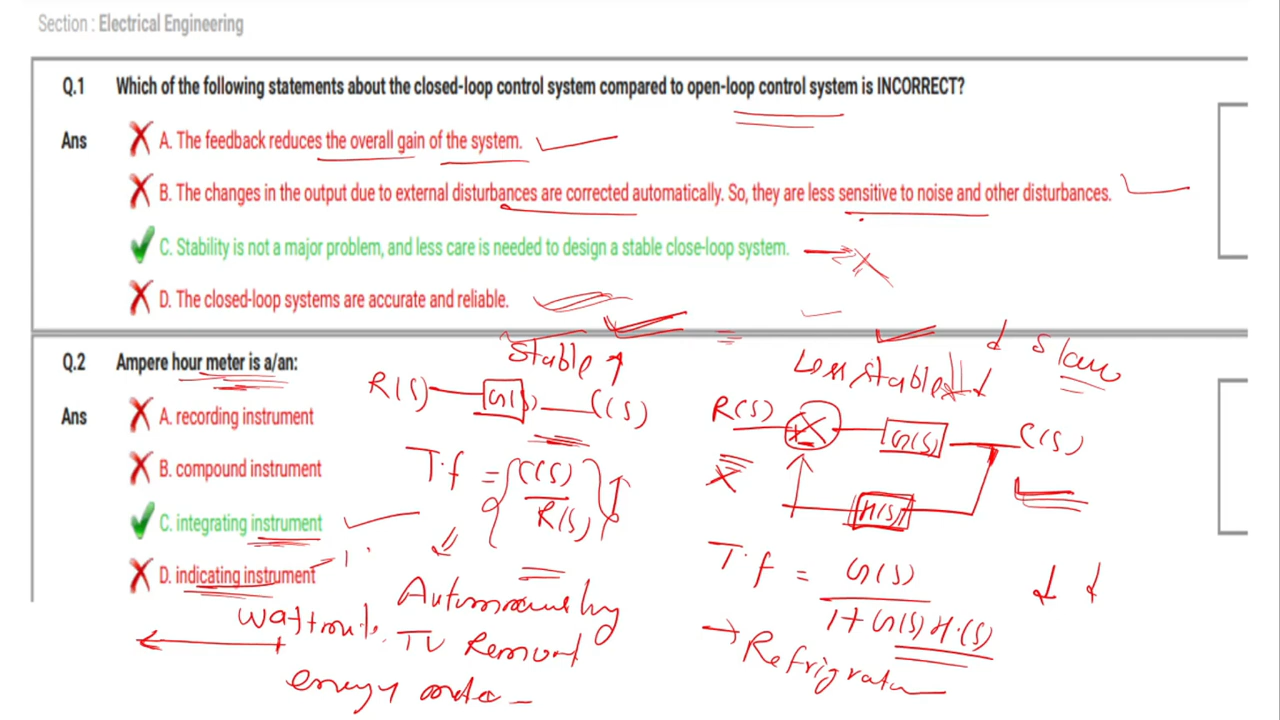 Section : Electrical Engineering
Q.1 Which of the following statements about the closed-loop control system compared to open-loop control system is INCORRECT?
Ans A. The feedback reduces the overall gain of the system.
B. The changes in the output due to external disturbances are corrected automatically. So, they are less sensitive to noise and other disturbances.
C. Stability is not a major problem, and less care is needed to design a stable close-loop system.
D. The closed-loop systems are accurate and reliable.
Q.2 Ampere hour meter is a/an:
Ans A. recording instrument
B. compound instrument
C. integrating instrument
D. indicating instrument
Stable ↑
R(S) G(S) C(S)
T.f = C(S)
R(S)
Less stable ↓
R(S) G(S) C(S)
H(S)
T.f = G(S)
1+G(S)H(S)
TV
energy
→ Refrigrator